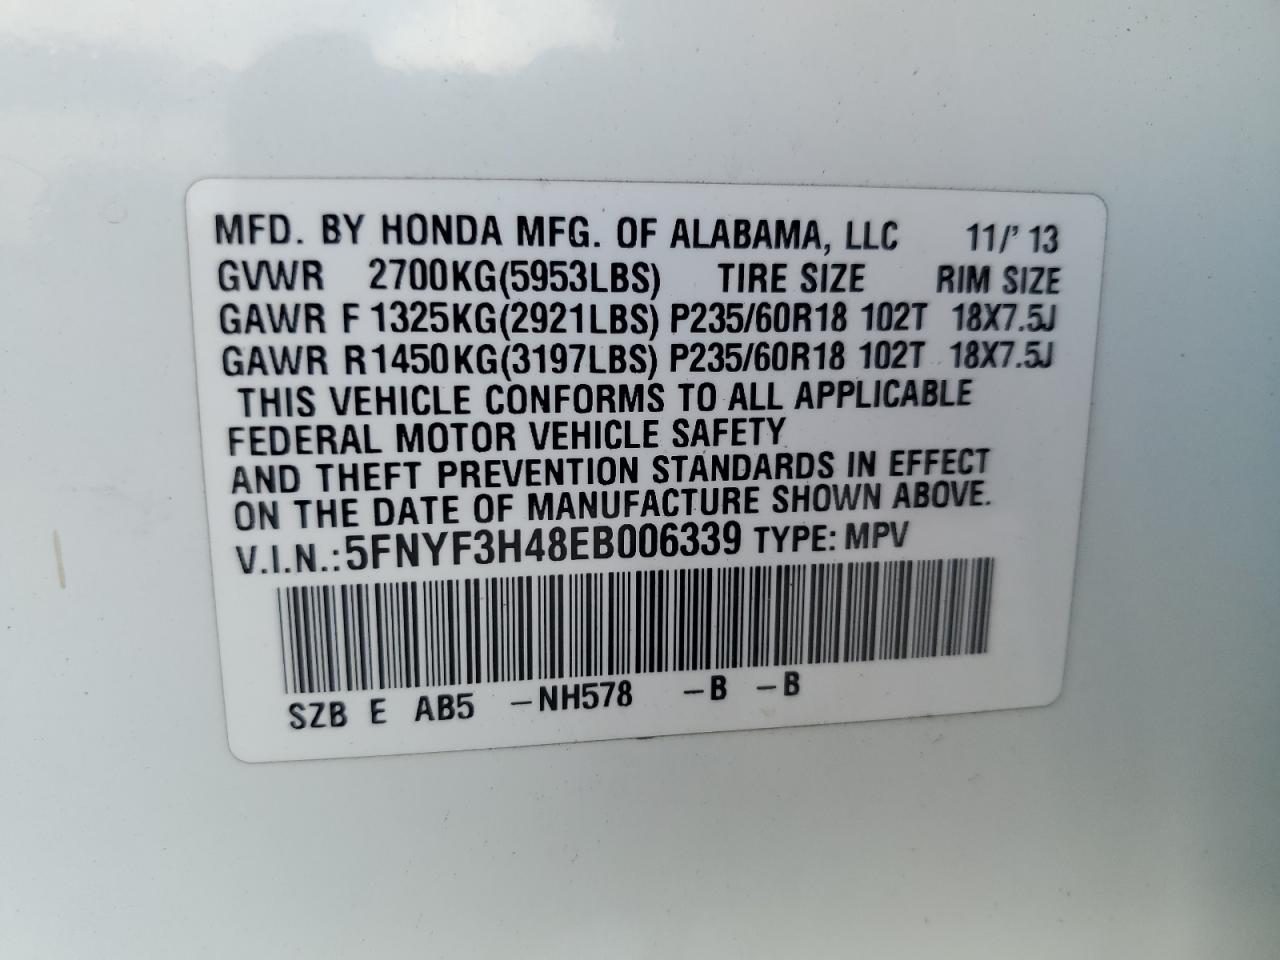 MFD. BY HONDA MFG. OF ALABAMA, LLC 11/' 13
GVWR 2700KG(5953LBS) TIRE SIZE RIM SIZE
GAWR F 1325KG(2921LBS) P235/60R18 102T 18X7.5J
GAWR R1450KG(3197LBS) P235/60R18 102T 18X7.5J
THIS VEHICLE CONFORMS TO ALL APPLICABLE
FEDERAL MOTOR VEHICLE SAFETY
AND THEFT PREVENTION STANDARDS IN EFFECT
ON THE DATE OF MANUFACTURE SHOWN ABOVE.
V.I.N.:5FNYF3H48EB006339 TYPE: MPV
SZB E AB5 –NH578 –B –B